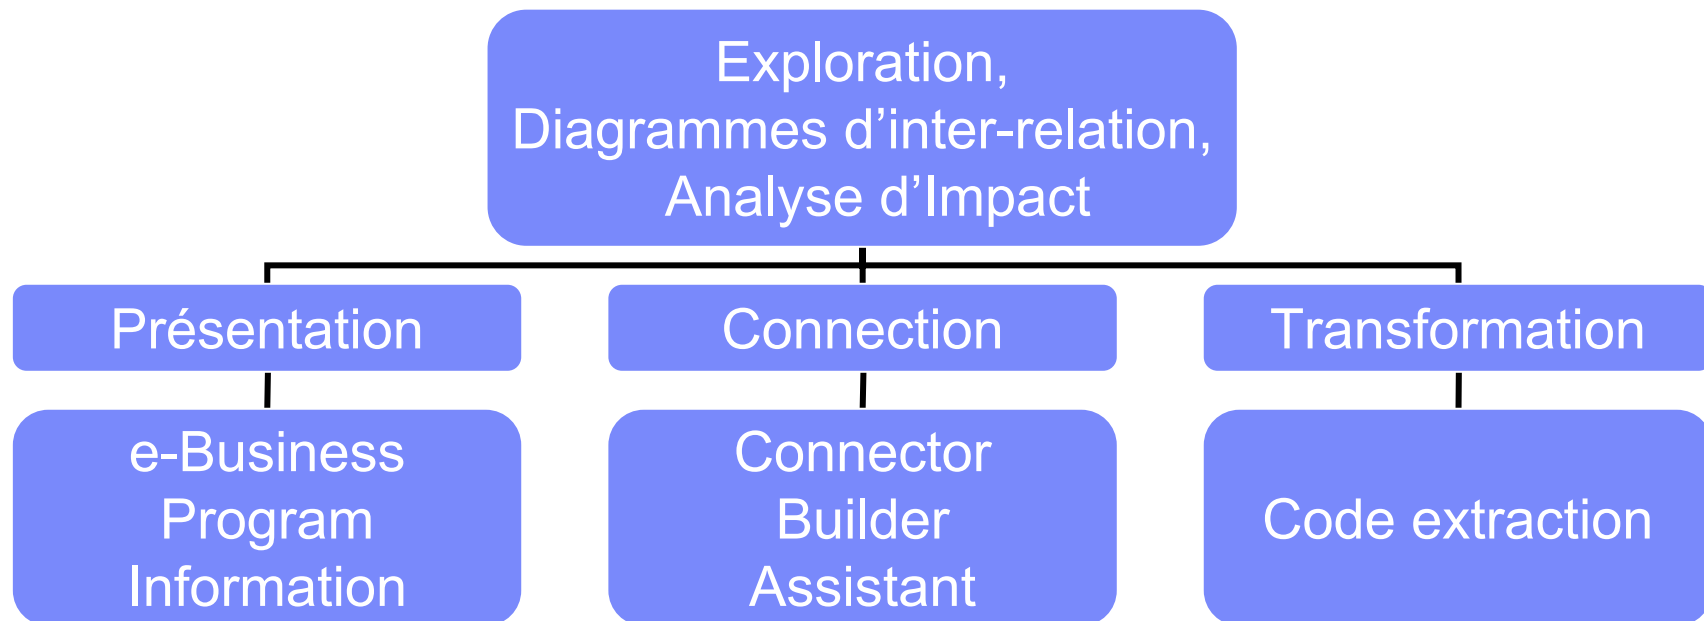 Exploration,
Diagrammes d’inter-relation,
Analyse d’Impact
Présentation
Connection
Transformation
e-Business
Program
Information
Connector
Builder
Assistant
Code extraction